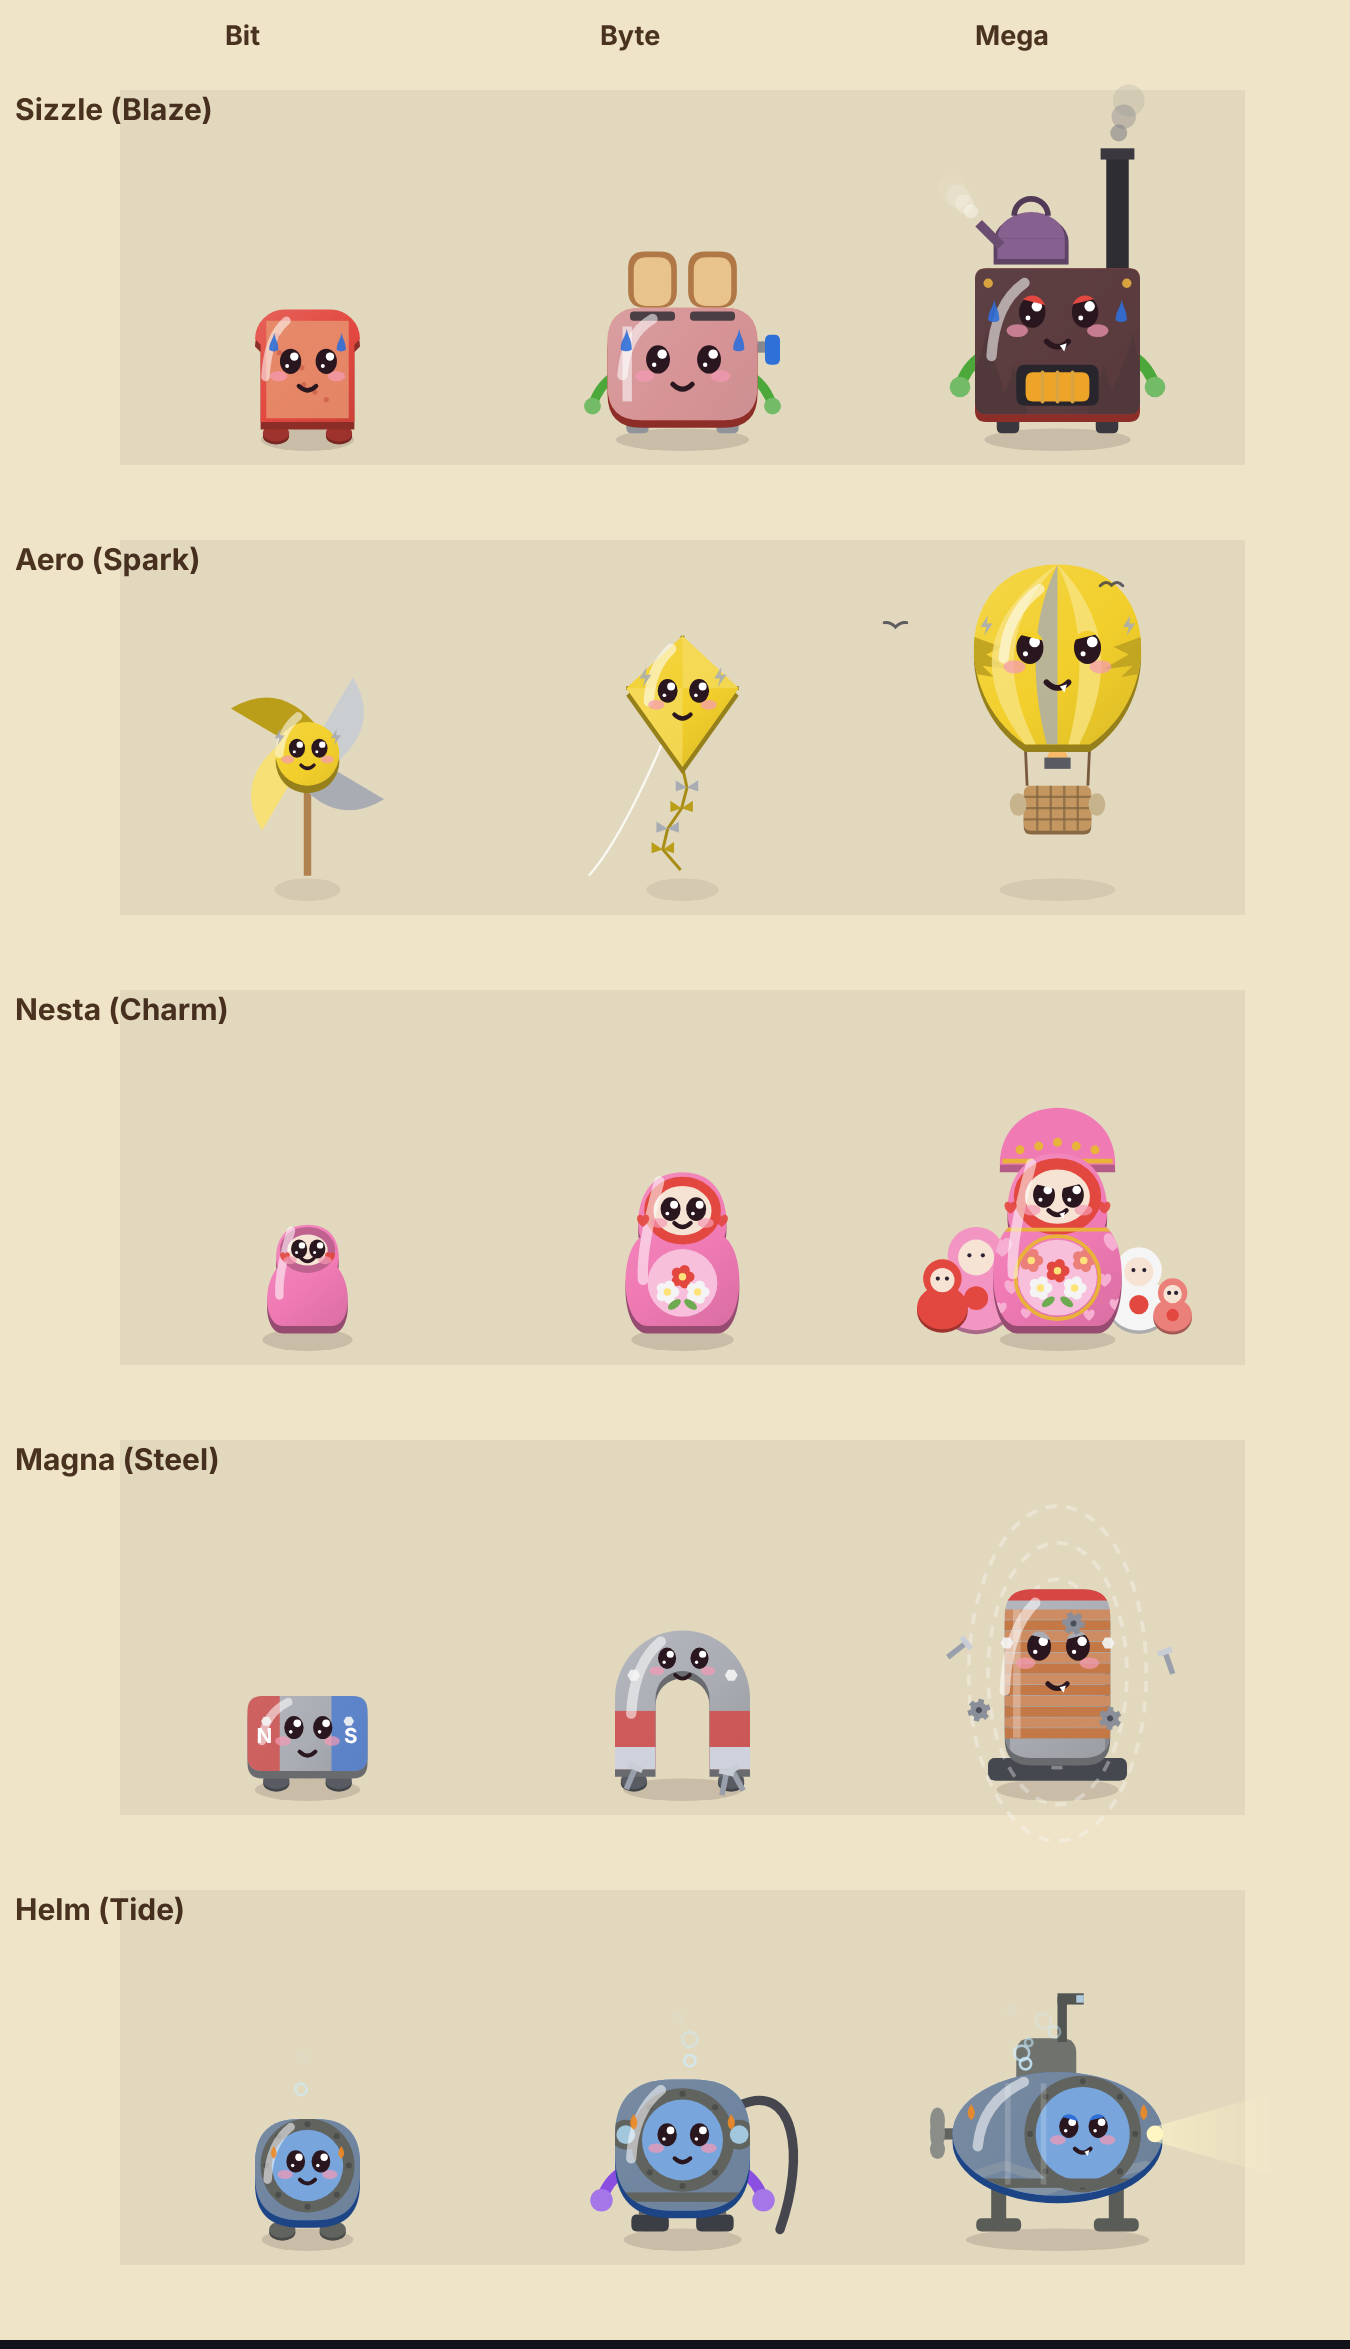 Bit Byte Mega
Sizzle (Blaze)
Aero (Spark)
Nesta (Charm)
Magna (Steel)
N S
Helm (Tide)